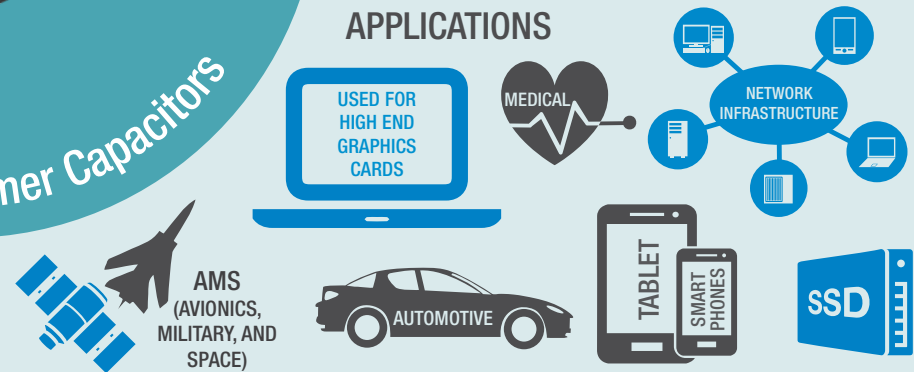 APPLICATIONS
Capacitors
USED FOR
HIGH END
GRAPHICS
CARDS
MEDICAL
NETWORK
INFRASTRUCTURE
AMS
(AVIONICS,
MILITARY, AND
SPACE)
AUTOMOTIVE
TABLET
SMART
PHONES
SSD